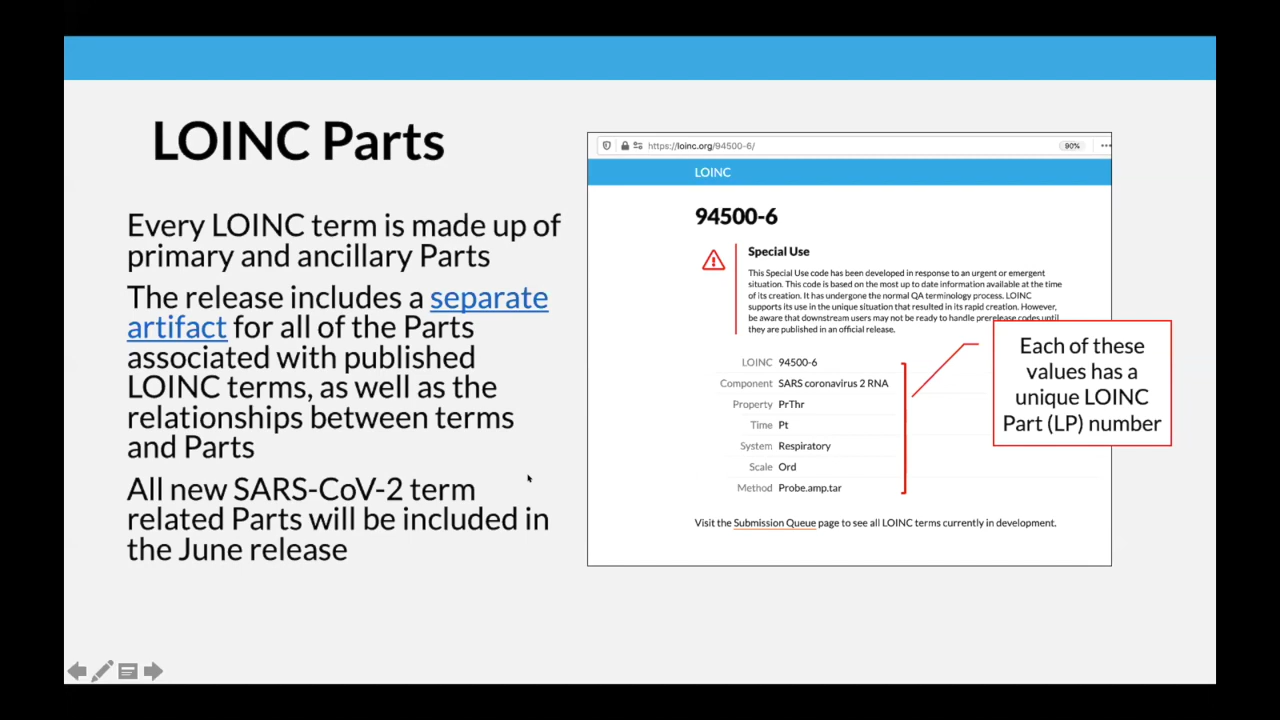 LOINC Parts
Every LOINC term is made up of
primary and ancillary Parts
The release includes a separate
artifact for all of the Parts
associated with published
LOINC terms, as well as the
relationships between terms
and Parts
All new SARS-CoV-2 term
related Parts will be included in
the June release
https://loinc.org/94500-6/
90%
LOINC
94500-6
Special Use
This Special Use code has been developed in response to an urgent or emergent
situation. This code is based on the most up to date information available at the time
of its creation. It has undergone the normal QA terminology process. LOINC
supports its use in the unique situation that resulted in its rapid creation. However,
be aware that downstream users may not be ready to handle prerelease codes until
they are published in an official release.
LOINC 94500-6
Component SARS coronavirus 2 RNA
Property PrThr
Time Pt
System Respiratory
Scale Ord
Method Probe.amp.tar
Visit the Submission Queue page to see all LOINC terms currently in development.
Each of these
values has a
unique LOINC
Part (LP) number